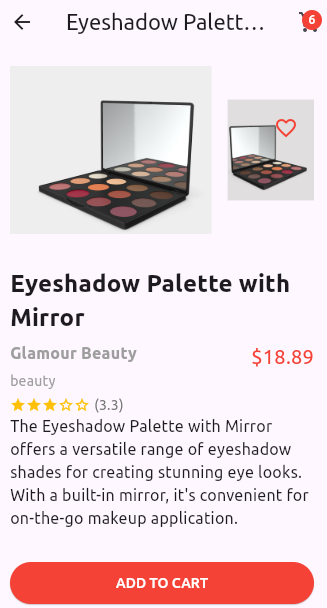 Eyeshadow Palett...
6
Eyeshadow Palette with
Mirror
Glamour Beauty
$18.89
beauty
(3.3)
The Eyeshadow Palette with Mirror
offers a versatile range of eyeshadow
shades for creating stunning eye looks.
With a built-in mirror, it's convenient for
on-the-go makeup application.
ADD TO CART